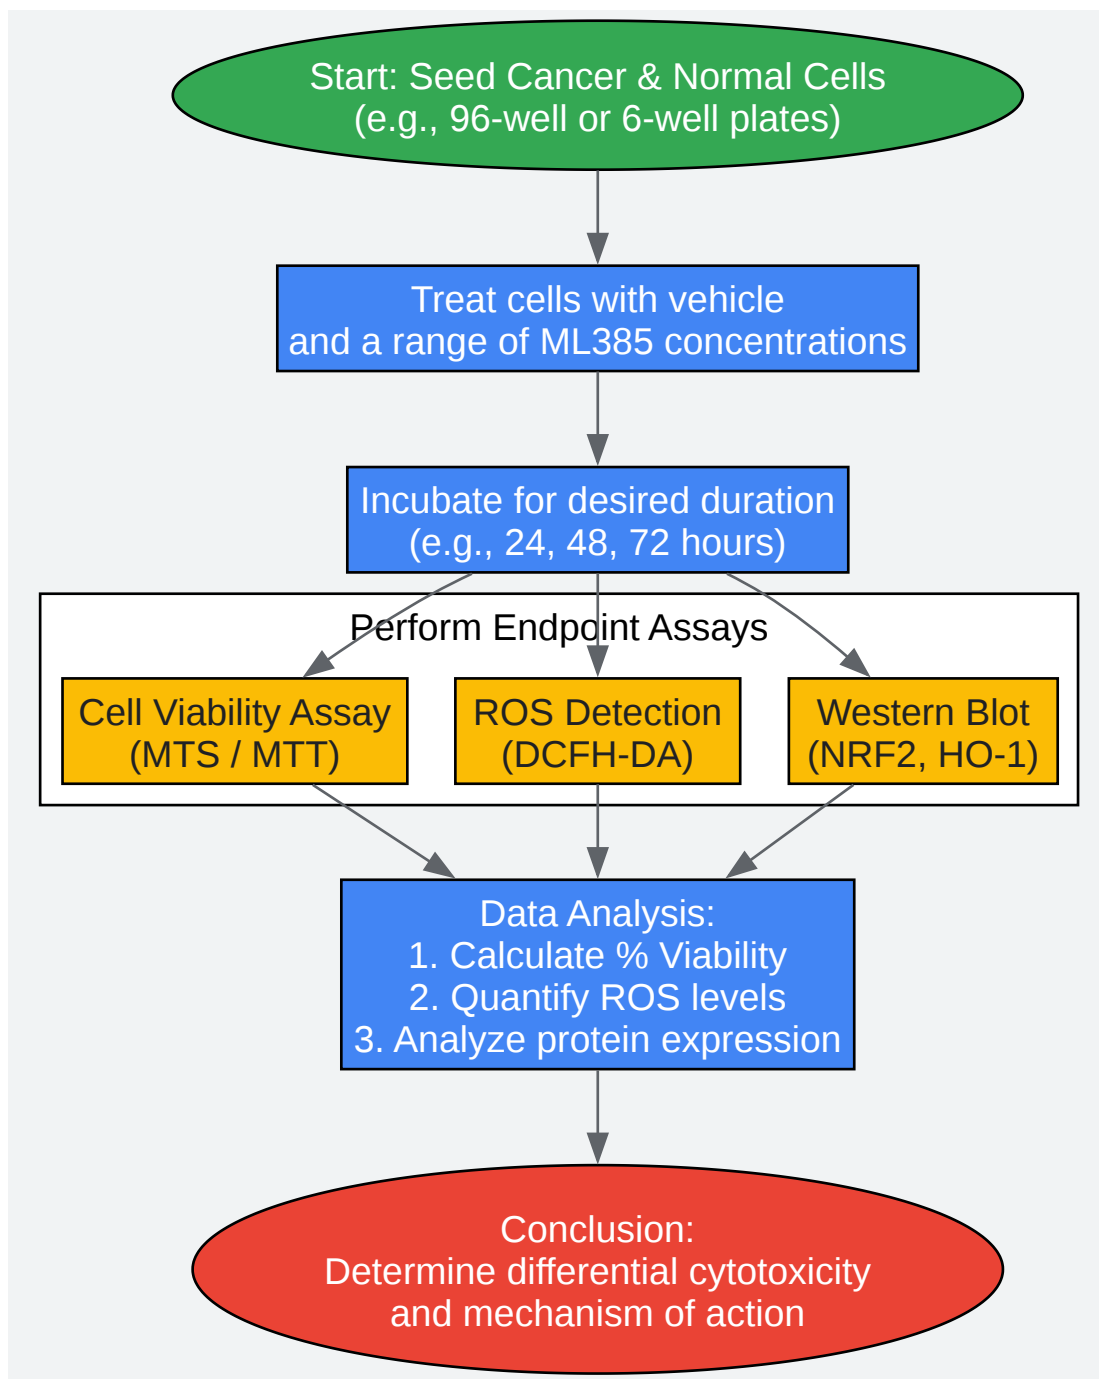 Start: Seed Cancer & Normal Cells
(e.g., 96-well or 6-well plates)
Treat cells with vehicle
and a range of ML385 concentrations
Incubate for desired duration
(e.g., 24, 48, 72 hours)
Perform Endpoint Assays
Cell Viability Assay
(MTS / MTT)
ROS Detection
(DCFH-DA)
Western Blot
(NRF2, HO-1)
Data Analysis:
1. Calculate % Viability
2. Quantify ROS levels
3. Analyze protein expression
Conclusion:
Determine differential cytotoxicity
and mechanism of action